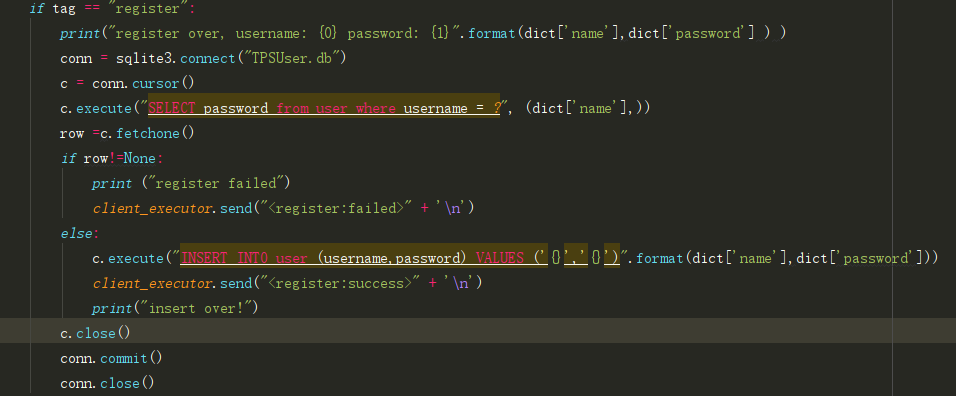 if tag == "register":
    print("register over, username: {0} password: {1}".format(dict['name'],dict['password'] ) )
    conn = sqlite3.connect("TPSUser.db")
    c = conn.cursor()
    c.execute("SELECT password from user where username = ?", (dict['name'],))
    row =c.fetchone()
    if row!=None:
        print ("register failed")
        client_executor.send("<register:failed>" + '\n')
    else:
        c.execute("INSERT INTO user (username,password) VALUES ('{}','{}')".format(dict['name'],dict['password']))
        client_executor.send("<register:success>" + '\n')
        print("insert over!")
    c.close()
    conn.commit()
    conn.close()